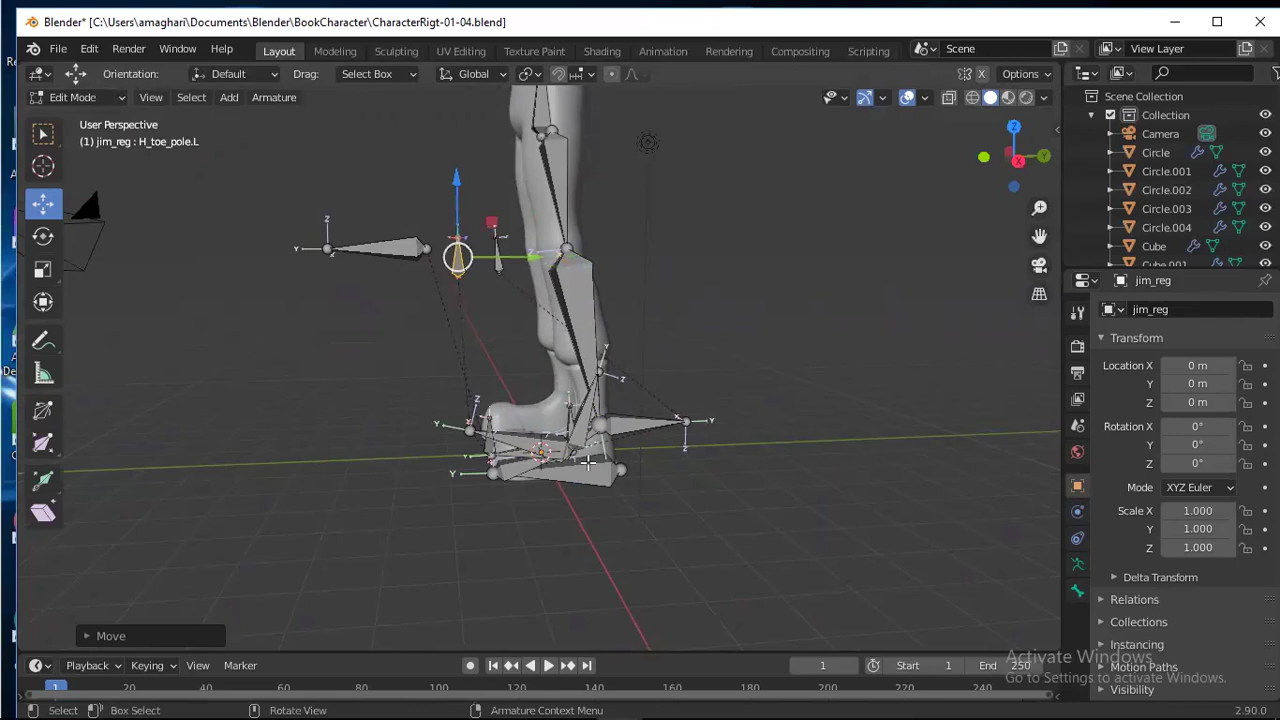 Blender* [C:\Users\amaghari\Documents\Blender\BookCharacter\CharacterRigt-01-04.blend]
File Edit Render Window Help
Layout Modeling Sculpting UV Editing Texture Paint Shading Animation Rendering Compositing Scripting
Scene
View Layer
Orientation: Default Drag: Select Box Global Options
Edit Mode View Select Add Armature
User Perspective
(1) jim_reg : H_toe_pole.L
Scene Collection
Collection
Camera
Circle
Circle.001
Circle.002
Circle.003
Circle.004
Cube
Cube.001
jim_reg
jim_reg
Transform
Location X 0 m
Y 0 m
Z 0 m
Rotation X 0°
Y 0°
Z 0°
Mode XYZ Euler
Scale X 1.000
Y 1.000
Z 1.000
Delta Transform
Relations
Collections
Instancing
Motion Paths
Visibility
Activate Windows
Go to Settings to activate Windows.
Move
Playback Keying View Marker
1 Start 1 End 250
1 20 40 60 80 100 120 140 160 180 200 220 240
Select Box Select Rotate View Armature Context Menu 2.90.0